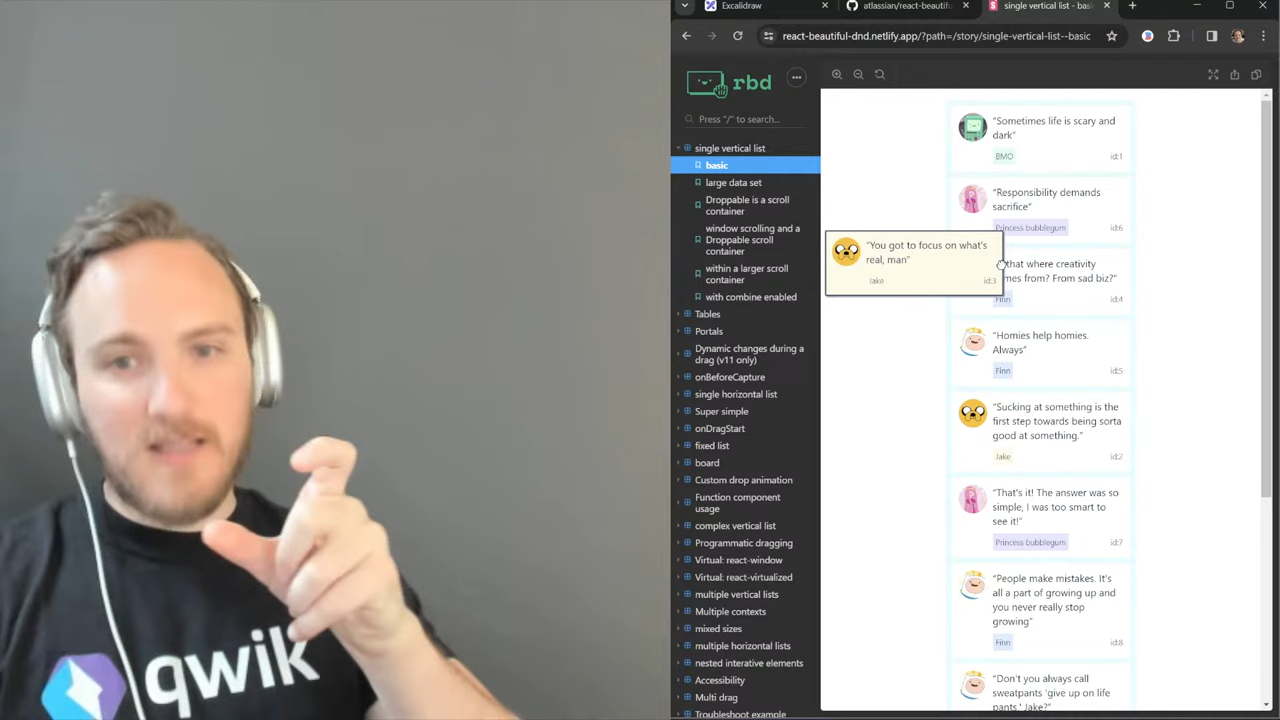 Excalidraw
atlassian/react-beautiful
single vertical list - basic
react-beautiful-dnd.netlify.app/?path=/story/single-vertical-list--basic
rbd
Press "/" to search...
single vertical list
basic
large data set
Droppable is a scroll
container
window scrolling and a
Droppable scroll
container
within a larger scroll
container
with combine enabled
Tables
Portals
Dynamic changes during a
drag (v11 only)
onBeforeCapture
single horizontal list
Super simple
onDragStart
fixed list
board
Custom drop animation
Function component
usage
complex vertical list
Programmatic dragging
Virtual: react-window
Virtual: react-virtualized
multiple vertical lists
Multiple contexts
mixed sizes
multiple horizontal lists
nested interative elements
Accessibility
Multi drag
Troubleshoot example
“Sometimes life is scary and
dark”
BMO
id:1
“Responsibility demands
sacrifice”
Princess bubblegum
id:6
“You got to focus on what's
real, man”
Jake
id:3
that where creativity
mes from? From sad biz?”
Finn
id:4
“Homies help homies.
Always”
Finn
id:5
“Sucking at something is the
first step towards being sorta
good at something.”
Jake
id:2
“That's it! The answer was so
simple, I was too smart to
see it!”
Princess bubblegum
id:7
“People make mistakes. It's
all a part of growing up and
you never really stop
growing”
Finn
id:8
“Don't you always call
sweatpants 'give up on life
pants,' Jake?”
qwik